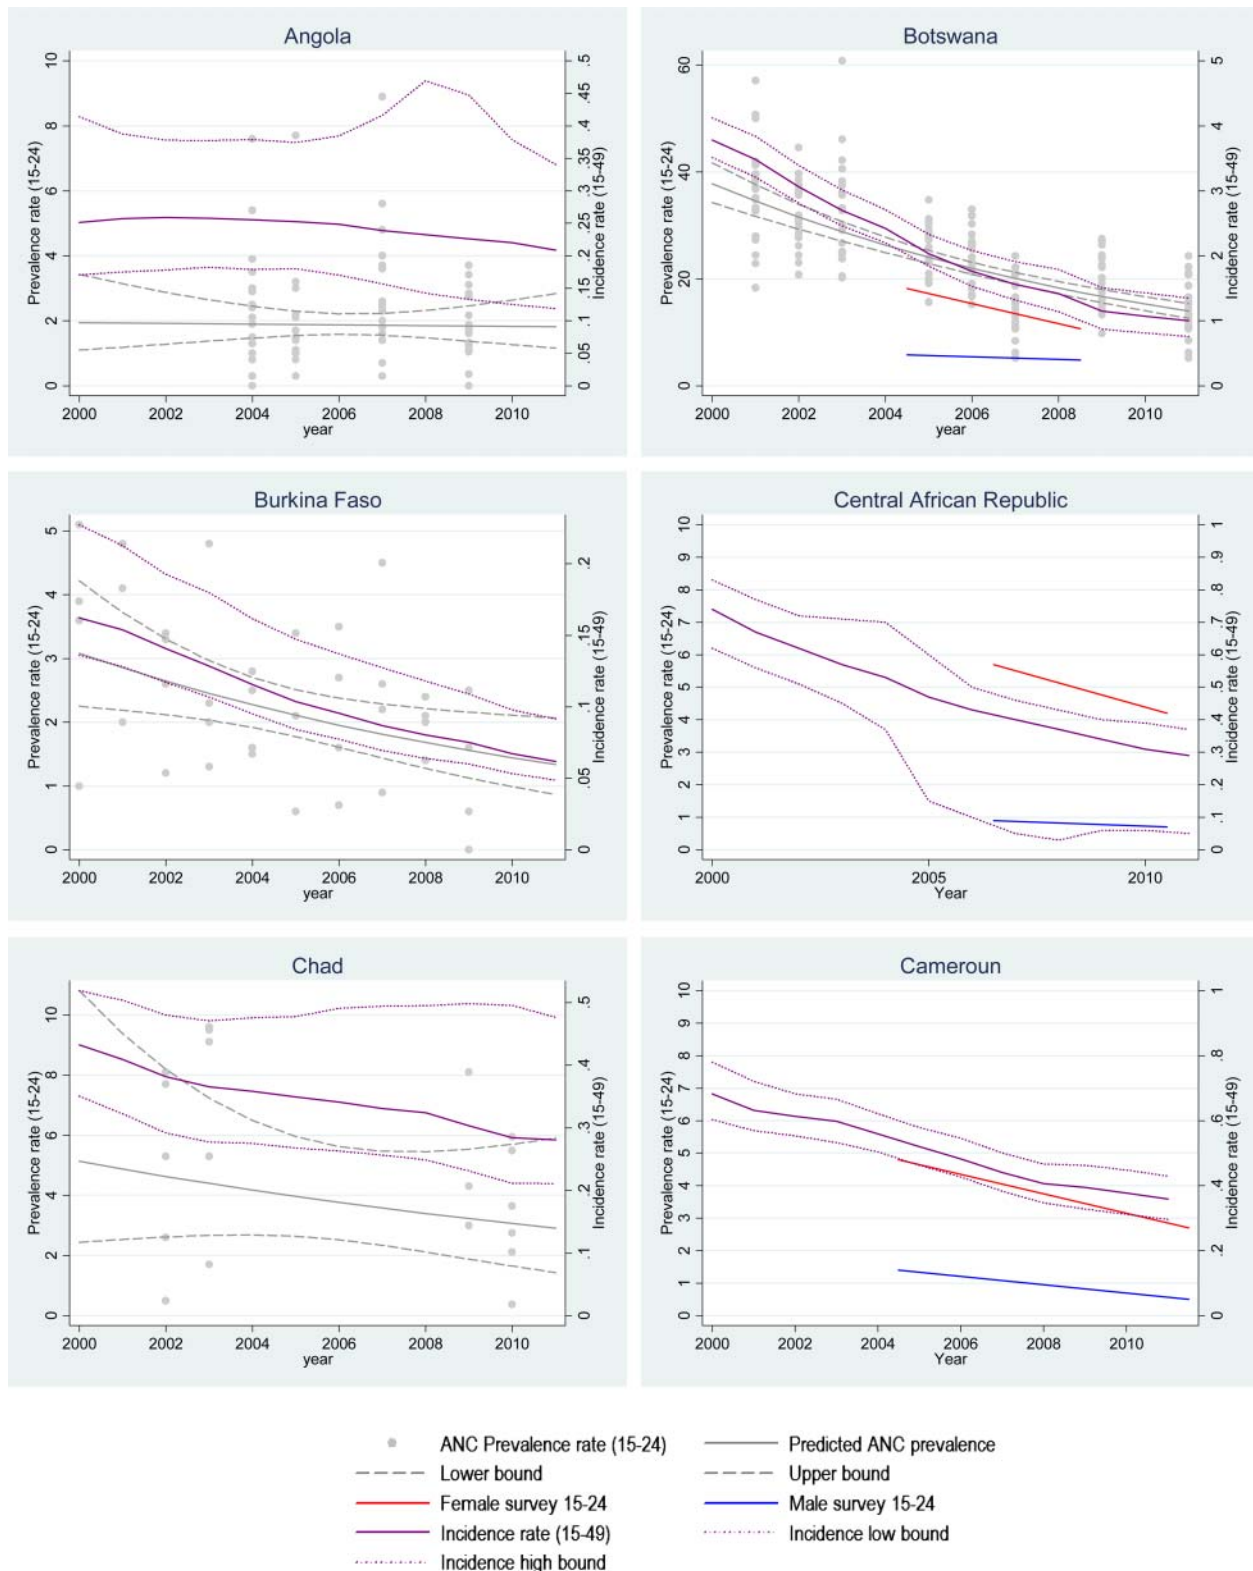 Angola
Prevalence rate (15-24)
0 2 4 6 8 10
incidence rate (15-49)
0 .05 .1 .15 .2 .25 .3 .35 .4 .45 .5
2000 2002 2004 2006 2008 2010
year
Botswana
Prevalence rate (15-24)
0 20 40 60
Incidence rate (15-49)
0 1 2 3 4 5
2000 2002 2004 2006 2008 2010
year
Burkina Faso
Prevalence rate (15-24)
0 1 2 3 4 5
Incidence rate (15-49)
0 .05 .1 .15 .2
2000 2002 2004 2006 2008 2010
year
Central African Republic
Prevalence rate (15-24)
0 1 2 3 4 5 6 7 8 9 10
Incidence rate (15-49)
0 .1 .2 .3 .4 .5 .6 .7 .8 .9 1
2000 2005 2010
Year
Chad
Prevalence rate (15-24)
0 2 4 6 8 10
Incidence rate (15-49)
0 .1 .2 .3 .4 .5
2000 2002 2004 2006 2008 2010
year
Cameroun
Prevalence rate (15-24)
0 1 2 3 4 5 6 7 8 9 10
Incidence rate (15-49)
0 .2 .4 .6 .8 1
2000 2002 2004 2006 2008 2010
Year
ANC Prevalence rate (15-24) Predicted ANC prevalence
Lower bound Upper bound
Female survey 15-24 Male survey 15-24
Incidence rate (15-49) Incidence low bound
Incidence high bound